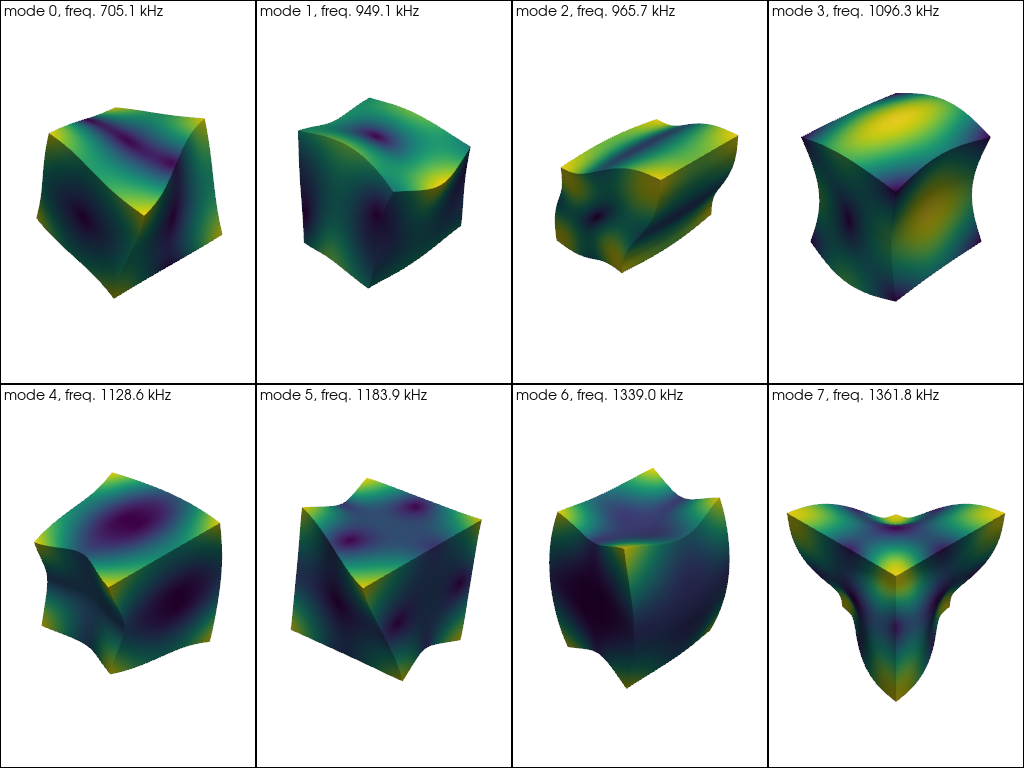 mode 0, freq. 705.1 kHz
mode 1, freq. 949.1 kHz
mode 2, freq. 965.7 kHz
mode 3, freq. 1096.3 kHz
mode 4, freq. 1128.6 kHz
mode 5, freq. 1183.9 kHz
mode 6, freq. 1339.0 kHz
mode 7, freq. 1361.8 kHz